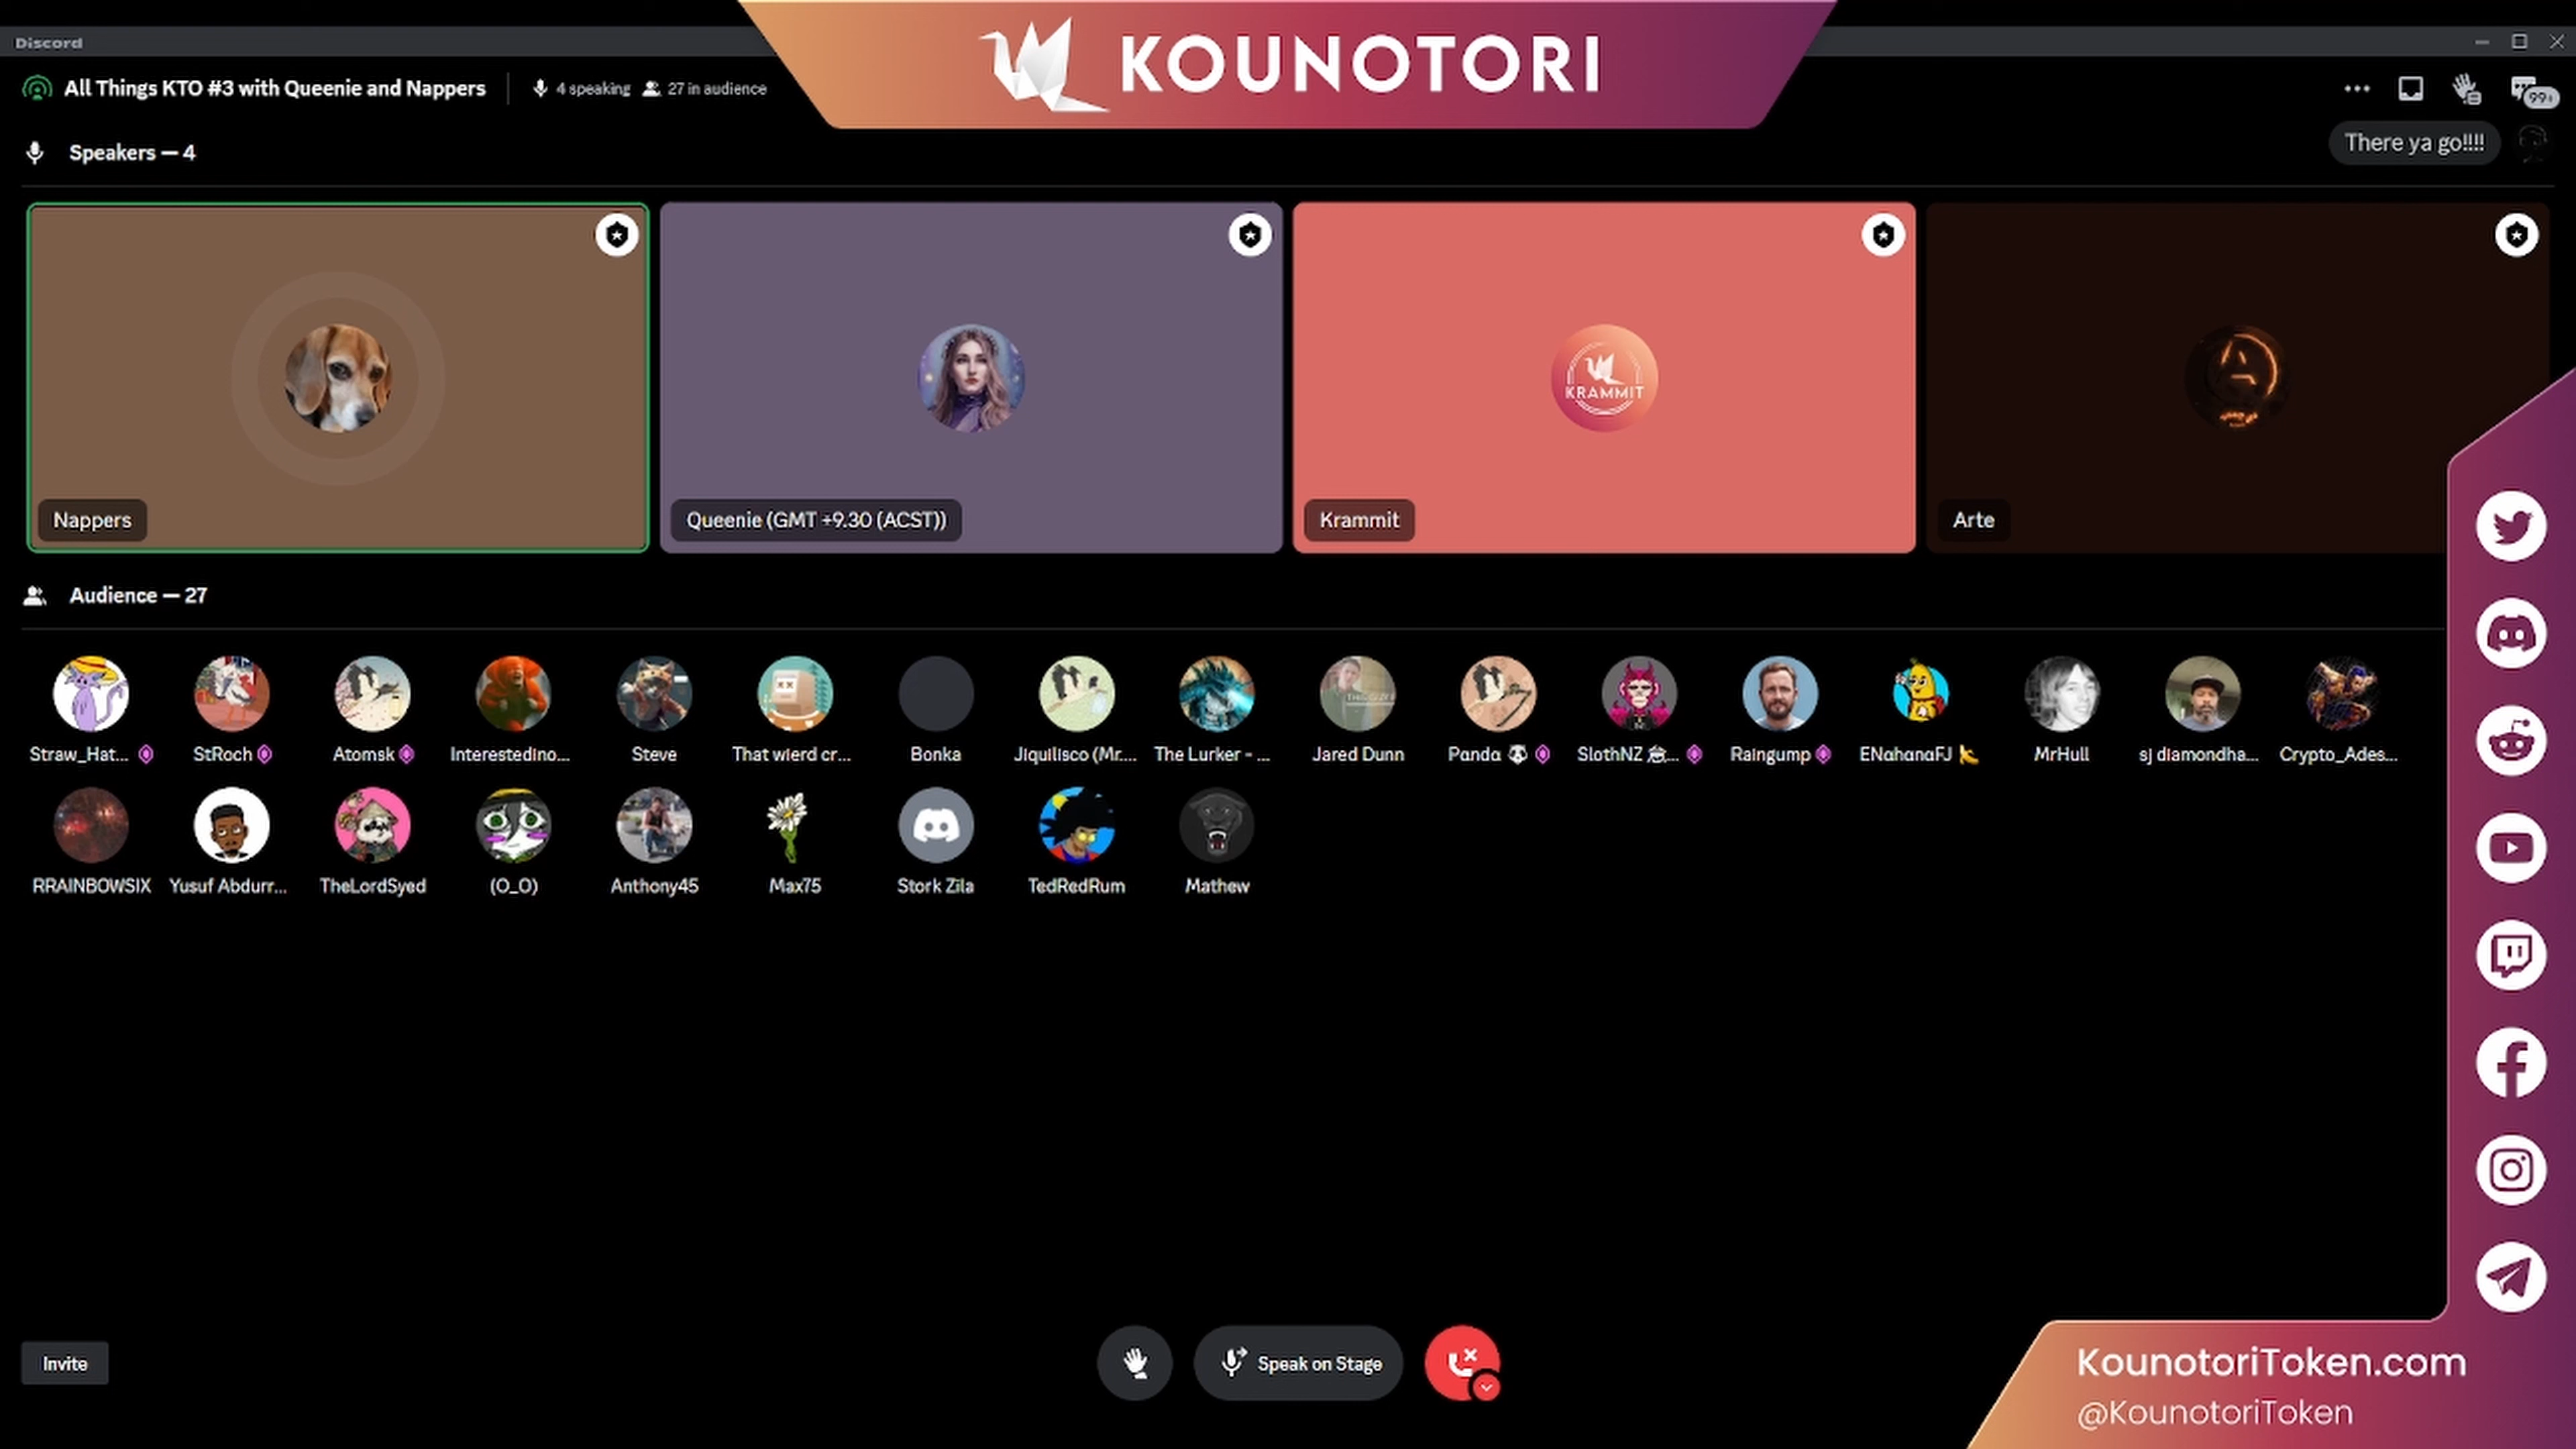 Discord
KOUNOTORI
All Things KTO #3 with Queenie and Nappers
4 speaking
27 in audience
99+
Speakers — 4
There ya go!!!!
KRAMMIT
Nappers
Queenie (GMT +9.30 (ACST))
Krammit
Arte
Audience — 27
Straw_Hat...
StRoch
Atomsk
Interestedino...
Steve
That wierd cr...
Bonka
Jiquilisco (Mr....
The Lurker - ...
Jared Dunn
Panda 🐼
SlothNZ
Raingump
ENahanaFJ 🍌
MrHull
sj diamondha...
Crypto_Ades...
RRAINBOWSIX
Yusuf Abdurr...
TheLordSyed
(O_O)
Anthony45
Max75
Stork Zila
TedRedRum
Mathew
Invite
Speak on Stage
KounotoriToken.com
@KounotoriToken